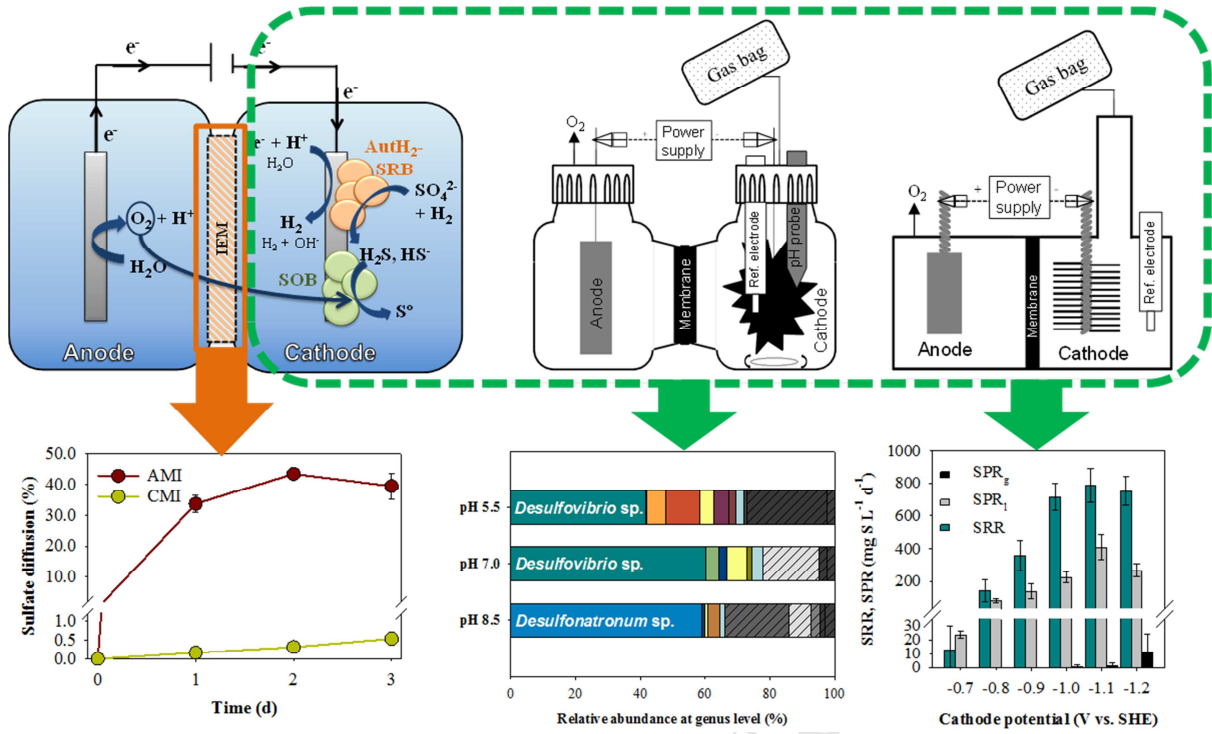 e-
e-
e-
e-
e-
e- + H+
H2O
AutH2-
SRB
SO4 2-
+ H2
H2
H2 + OH-
H2S, HS-
SOB
S°
O2 + H+
H2O
IEM
Anode
Cathode
Gas bag
O2
+ Power -
supply
Ref. electrode
pH probe
Anode
Membrane
Cathode
Gas bag
O2
+ Power -
supply
Ref. electrode
Membrane
Anode
Cathode
Sulfate diffusion (%)
50.0
40.0
30.0
20.0
10.0
1.0
0.5
0.0
AMI
CMI
0 1 2 3
Time (d)
pH 5.5
Desulfovibrio sp.
pH 7.0
Desulfovibrio sp.
pH 8.5
Desulfonatronum sp.
0 20 40 60 80 100
Relative abundance at genus level (%)
SRR, SPR (mg S L-1 d-1)
1000
800
600
400
200
30
20
10
0
SPRg
SPR1
SRR
-0.7 -0.8 -0.9 -1.0 -1.1 -1.2
Cathode potential (V vs. SHE)